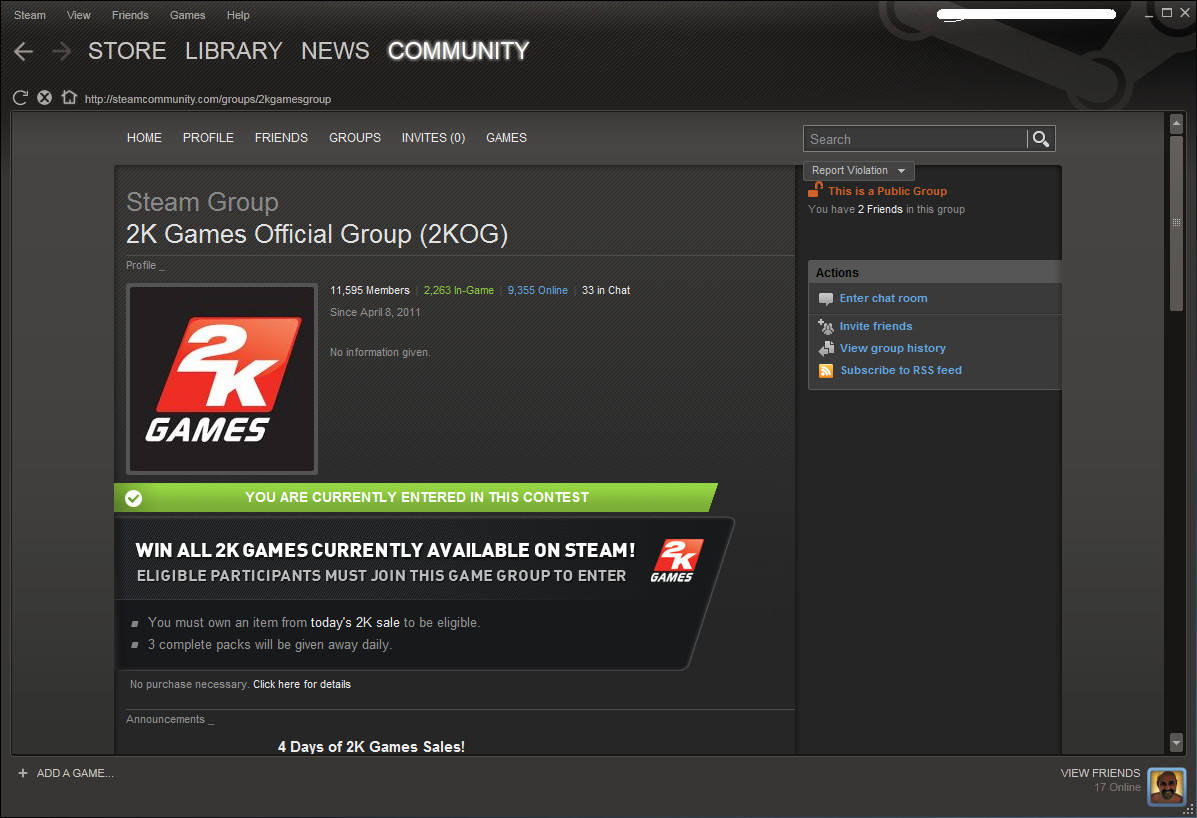 Steam View Friends Games Help
STORE LIBRARY NEWS COMMUNITY
http://steamcommunity.com/groups/2kgamesgroup
HOME PROFILE FRIENDS GROUPS INVITES (0) GAMES
Search
Report Violation
This is a Public Group
You have 2 Friends in this group
Steam Group
2K Games Official Group (2KOG)
Profile _
2K
GAMES
11,595 Members | 2,263 In-Game | 9,355 Online | 33 in Chat
Since April 8, 2011
No information given.
Actions
Enter chat room
Invite friends
View group history
Subscribe to RSS feed
YOU ARE CURRENTLY ENTERED IN THIS CONTEST
WIN ALL 2K GAMES CURRENTLY AVAILABLE ON STEAM!
ELIGIBLE PARTICIPANTS MUST JOIN THIS GAME GROUP TO ENTER
2K
GAMES
You must own an item from today's 2K sale to be eligible.
3 complete packs will be given away daily.
No purchase necessary. Click here for details
Announcements _
4 Days of 2K Games Sales!
+ ADD A GAME...
VIEW FRIENDS
17 Online